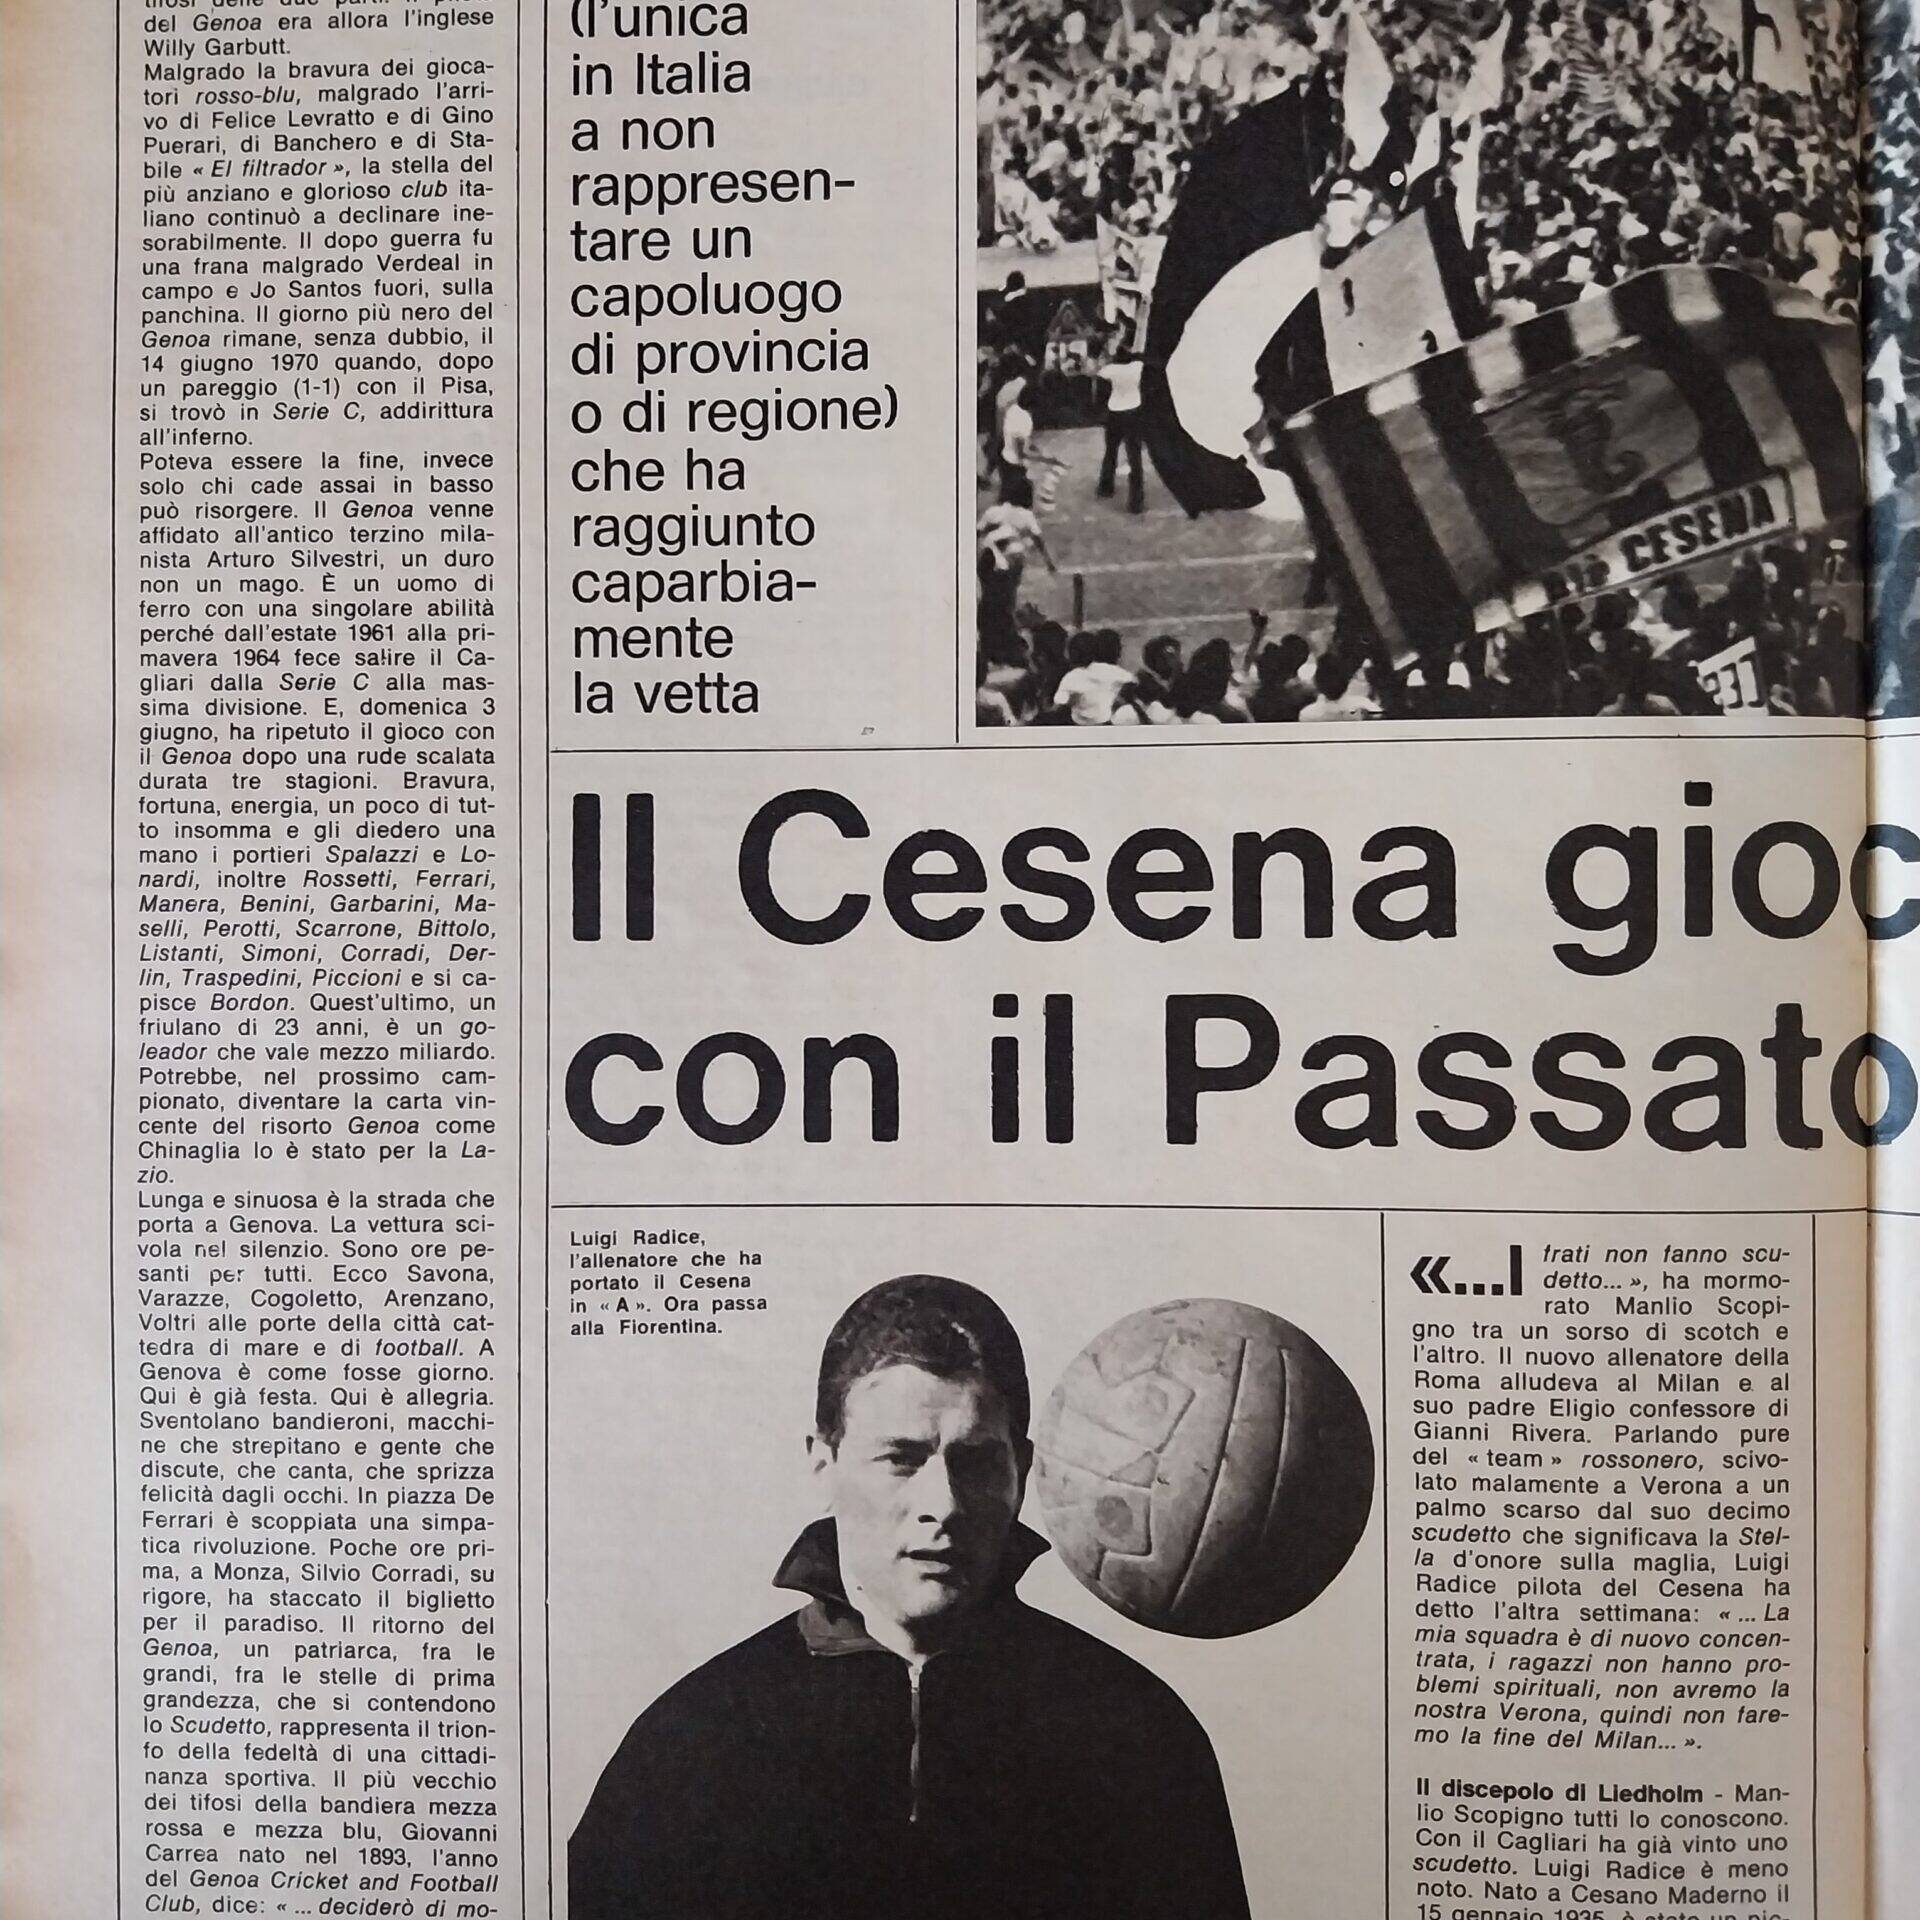 del Genoa era allora l'inglese
Willy Garbutt.
Malgrado la bravura dei gioca-
tori rosso-blu, malgrado l'arri-
vo di Felice Levratto e di Gino
Puerari, di Banchero e di Sta-
bile « El filtrador », la stella del
più anziano e glorioso club ita-
liano continuò a declinare ine-
sorabilmente. Il dopo guerra fu
una frana malgrado Verdeal in
campo e Jo Santos fuori, sulla
panchina. Il giorno più nero del
Genoa rimane, senza dubbio, il
14 giugno 1970 quando, dopo
un pareggio (1-1) con il Pisa,
si trovò in Serie C, addirittura
all'inferno.
Poteva essere la fine, invece
solo chi cade assai in basso
può risorgere. Il Genoa venne
affidato all'antico terzino mila-
nista Arturo Silvestri, un duro
non un mago. È un uomo di
ferro con una singolare abilità
perché dall'estate 1961 alla pri-
mavera 1964 fece salire il Ca-
gliari dalla Serie C alla mas-
sima divisione. E, domenica 3
giugno, ha ripetuto il gioco con
il Genoa dopo una rude scalata
durata tre stagioni. Bravura,
fortuna, energia, un poco di tut-
to insomma e gli diedero una
mano i portieri Spalazzi e Lo-
nardi, inoltre Rossetti, Ferrari,
Manera, Benini, Garbarini, Ma-
selli, Perotti, Scarrone, Bittolo,
Listanti, Simoni, Corradi, Der-
lin, Traspedini, Piccioni e si ca-
pisce Bordon. Quest'ultimo, un
friulano di 23 anni, è un go-
leador che vale mezzo miliardo.
Potrebbe, nel prossimo cam-
pionato, diventare la carta vin-
cente del risorto Genoa come
Chinaglia lo è stato per la La-
zio.
Lunga e sinuosa è la strada che
porta a Genova. La vettura sci-
vola nel silenzio. Sono ore pe-
santi per tutti. Ecco Savona,
Varazze, Cogoletto, Arenzano,
Voltri alle porte della città cat-
tedra di mare e di football. A
Genova è come fosse giorno.
Qui è già festa. Qui è allegria.
Sventolano bandieroni, macchi-
ne che strepitano e gente che
discute, che canta, che sprizza
felicità dagli occhi. In piazza De
Ferrari è scoppiata una simpa-
tica rivoluzione. Poche ore pri-
ma, a Monza, Silvio Corradi, su
rigore, ha staccato il biglietto
per il paradiso. Il ritorno del
Genoa, un patriarca, fra le
grandi, fra le stelle di prima
grandezza, che si contendono
lo Scudetto, rappresenta il trion-
fo della fedeltà di una cittadi-
nanza sportiva. Il più vecchio
dei tifosi della bandiera mezza
rossa e mezza blu, Giovanni
Carrea nato nel 1893, l'anno
del Genoa Cricket and Football
Club, dice: « ... deciderò di mo-
(l'unica
in Italia
a non
rappresen-
tare un
capoluogo
di provincia
o di regione)
che ha
raggiunto
caparbia-
mente
la vetta
CESENA
Il Cesena gioc
con il Passato
Luigi Radice,
l'allenatore che ha
portato il Cesena
in « A ». Ora passa
alla Fiorentina.
«...I frati non fanno scu-
detto... », ha mormo-
rato Manlio Scopi-
gno tra un sorso di scotch e
l'altro. Il nuovo allenatore della
Roma alludeva al Milan e al
suo padre Eligio confessore di
Gianni Rivera. Parlando pure
del « team » rossonero, scivo-
lato malamente a Verona a un
palmo scarso dal suo decimo
scudetto che significava la Stel-
la d'onore sulla maglia, Luigi
Radice pilota del Cesena ha
detto l'altra settimana: « ... La
mia squadra è di nuovo concen-
trata, i ragazzi non hanno pro-
blemi spirituali, non avremo la
nostra Verona, quindi non fare-
mo la fine del Milan... ».
Il discepolo di Liedholm - Man-
lio Scopigno tutti lo conoscono.
Con il Cagliari ha già vinto uno
scudetto. Luigi Radice è meno
noto. Nato a Cesano Maderno il
15 gennaio 1935, è stato un